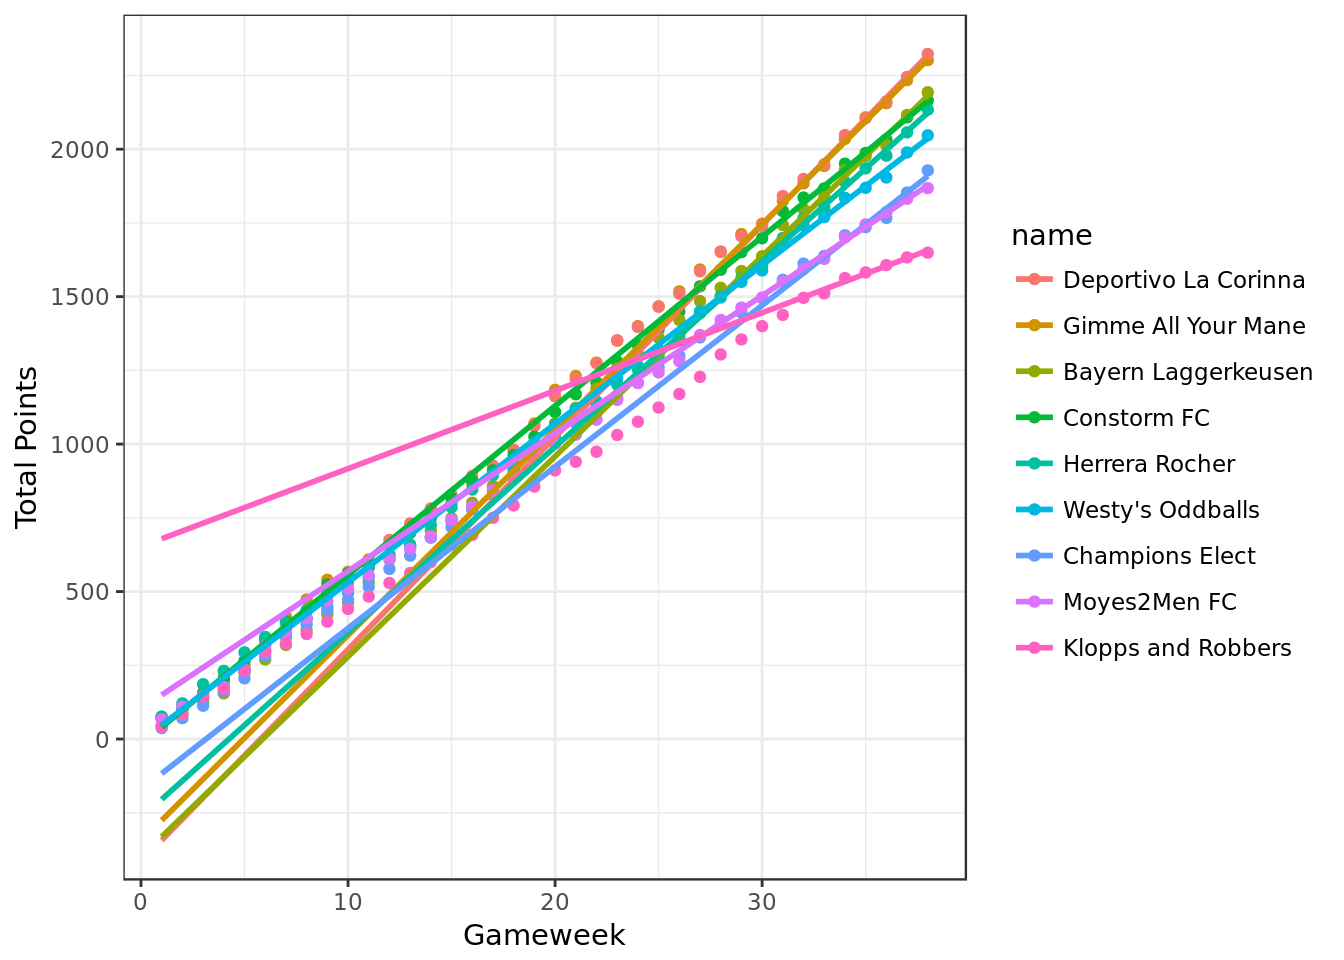 2000
1500
1000
500
0
Total Points
0 10 20 30
Gameweek
name
Deportivo La Corinna
Gimme All Your Mane
Bayern Laggerkeusen
Constorm FC
Herrera Rocher
Westy's Oddballs
Champions Elect
Moyes2Men FC
Klopps and Robbers